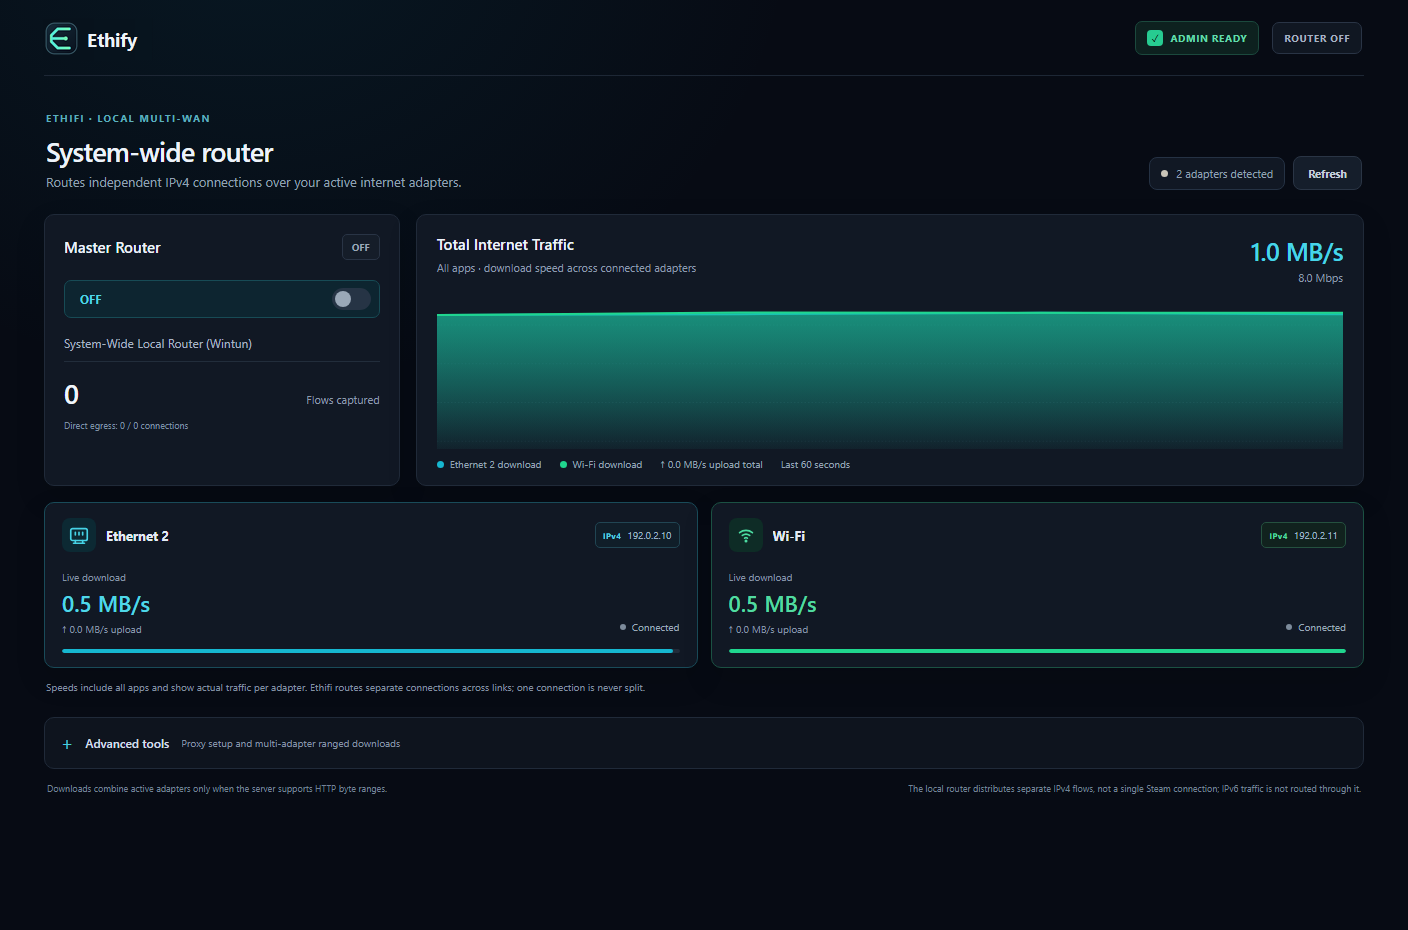 Ethify
✓ ADMIN READY
ROUTER OFF
ETHIFI · LOCAL MULTI-WAN
System-wide router
Routes independent IPv4 connections over your active internet adapters.
2 adapters detected
Refresh
Master Router
OFF
OFF
System-Wide Local Router (Wintun)
0
Flows captured
Direct egress: 0 / 0 connections
Total Internet Traffic
All apps · download speed across connected adapters
1.0 MB/s
8.0 Mbps
Ethernet 2 download
Wi-Fi download
↑ 0.0 MB/s upload total
Last 60 seconds
Ethernet 2
IPv4 192.0.2.10
Live download
0.5 MB/s
↑ 0.0 MB/s upload
Connected
Wi-Fi
IPv4 192.0.2.11
Live download
0.5 MB/s
↑ 0.0 MB/s upload
Connected
Speeds include all apps and show actual traffic per adapter. Ethifi routes separate connections across links; one connection is never split.
+ Advanced tools Proxy setup and multi-adapter ranged downloads
Downloads combine active adapters only when the server supports HTTP byte ranges.
The local router distributes separate IPv4 flows, not a single Steam connection; IPv6 traffic is not routed through it.